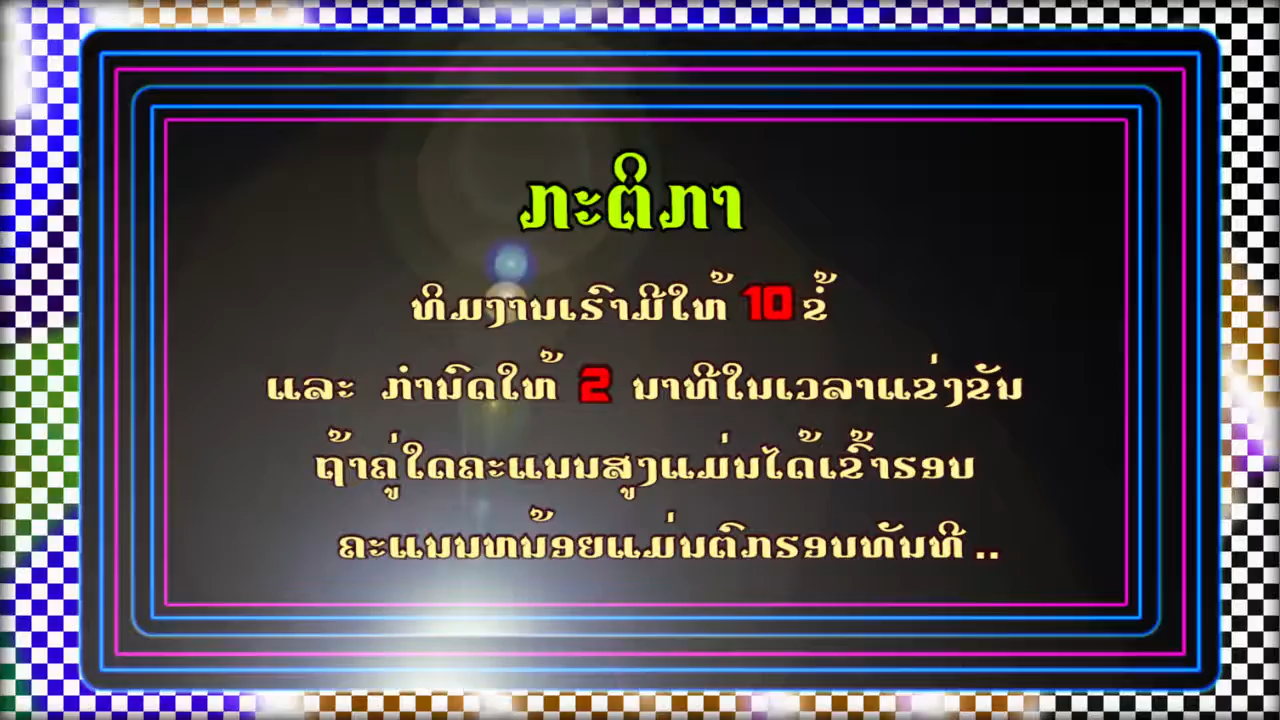 ກະຕິກາ
ທິມງານເຮົາມີໃຫ້ 10 ຂໍ້
ແລະ ກຳນົດໃຫ້ 2 ນາທີໃນເວລາແຂ່ງຂັນ
ຖ້າຄູ່ໃດຄະແນນສູງແມ່ນໄດ້ເຂົ້າຮອບ
ຄະແນນຫນ້ອຍແມ່ນຕົກຮອບທັນທີ ..